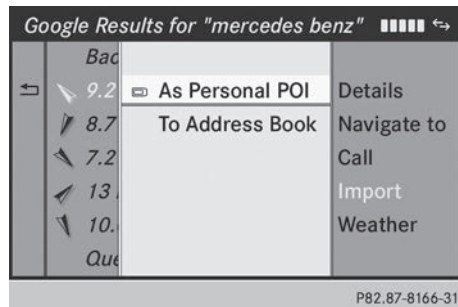 Google Results for "mercedes benz"
Bac
9.2
8.7
7.2
13
10.
Que
As Personal POI
To Address Book
Details
Navigate to
Call
Import
Weather
P82.87-8166-31